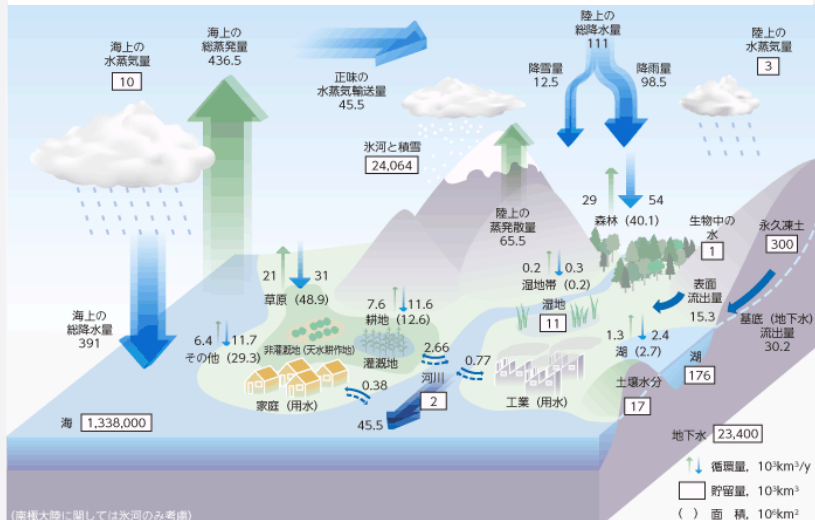 海上の
水蒸気量
10
海上の
総蒸発量
436.5
正味の
水蒸気輸送量
45.5
陸上の
総降水量
111
降雪量
12.5
降雨量
98.5
陸上の
水蒸気量
3
氷河と積雪
24,064
陸上の
蒸発散量
65.5
29
54
森林 (40.1)
生物中の
水
1
永久凍土
300
21
31
草原 (48.9)
7.6
11.6
耕地
(12.6)
0.2
0.3
湿地帯 (0.2)
湿地
11
表面
流出量
15.3
基底（地下水）
流出量
30.2
海上の
総降水量
391
6.4
11.7
その他 (29.3)
非灌漑地（天水耕作地）
灌漑地
2.66
0.77
1.3
2.4
湖 (2.7)
湖
176
家庭（用水）
0.38
河川
2
45.5
工業（用水）
土壌水分
17
海
1,338,000
地下水
23,400
循環量, 10³km³/y
貯留量, 10³km³
( ) 面 積, 10⁶km²
(南極大陸に関しては氷河のみ考慮)